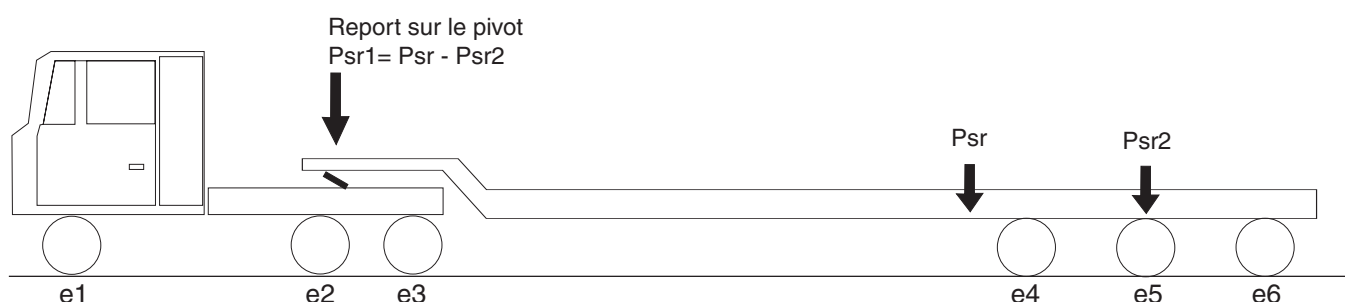 Report sur le pivot
Psr1= Psr - Psr2
Psr
Psr2
e1
e2
e3
e4
e5
e6